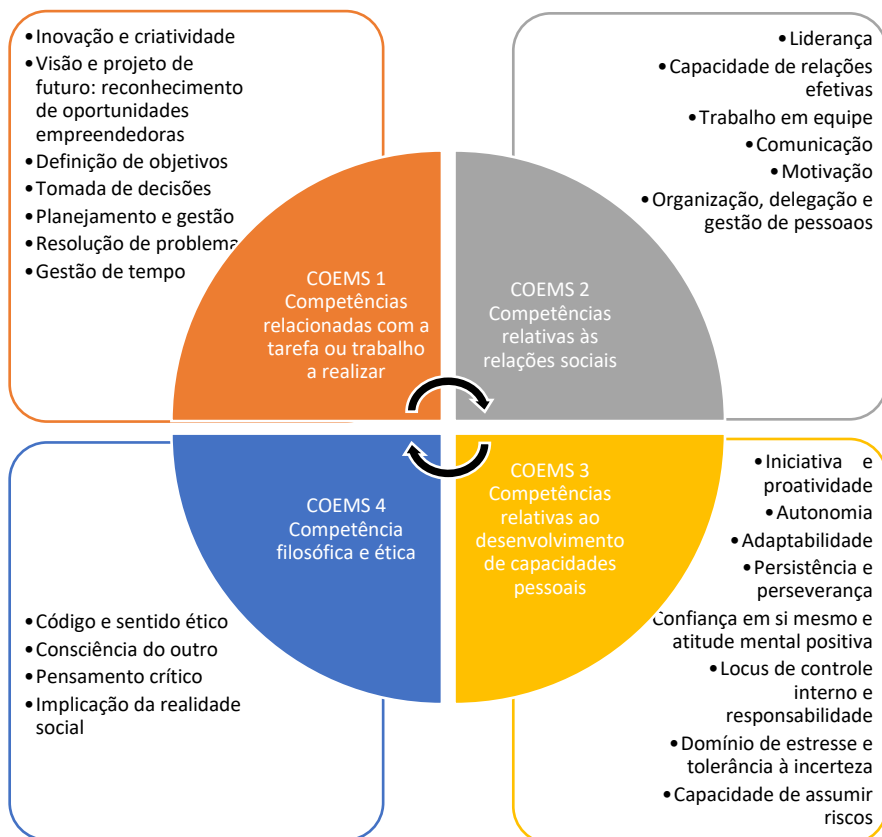 •Inovação e criatividade
•Visão e projeto de
futuro: reconhecimento
de oportunidades
empreendedoras
•Definição de objetivos
•Tomada de decisões
•Planejamento e gestão
•Resolução de problema
•Gestão de tempo
•Liderança
•Capacidade de relações
efetivas
•Trabalho em equipe
•Comunicação
•Motivação
•Organização, delegação e
gestão de pessoaos
COEMS 1
Competências
relacionadas com a
tarefa ou trabalho
a realizar
COEMS 2
Competências
relativas às
relações sociais
COEMS 4
Competência
filosófica e ética
COEMS 3
Competências
relativas ao
desenvolvimento
de capacidades
pessoais
•Código e sentido ético
•Consciência do outro
•Pensamento crítico
•Implicação da realidade
social
•Iniciativa e
proatividade
•Autonomia
•Adaptabilidade
•Persistência e
perseverança
Confiança em si mesmo e
atitude mental positiva
•Locus de controle
interno e
responsabilidade
•Domínio de estresse e
tolerância à incerteza
•Capacidade de assumir
riscos